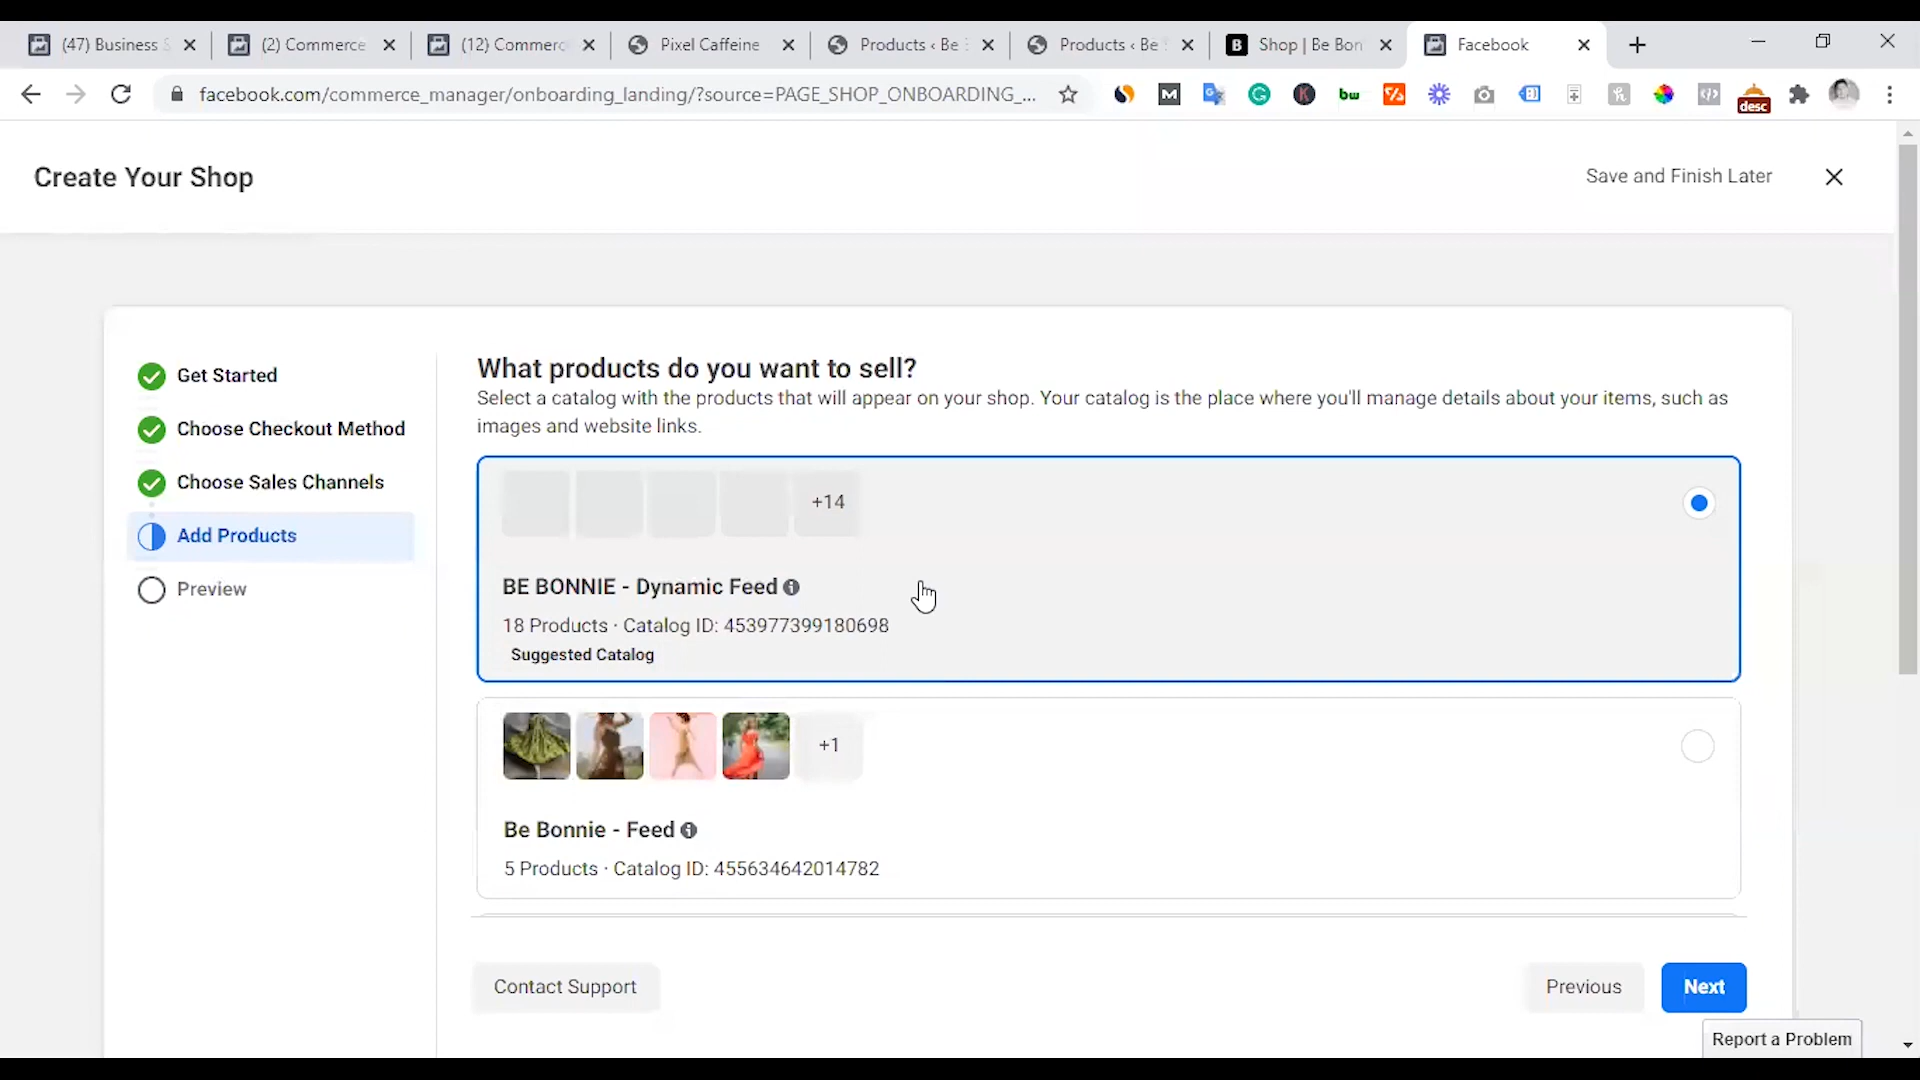 (47) Business
(2) Commerce
(12) Commerc
Pixel Caffeine
Products ‹ Be
Products ‹ Be
B
Shop | Be Bon
Facebook
facebook.com/commerce_manager/onboarding_landing/?source=PAGE_SHOP_ONBOARDING_...
M
K
bw
desc
Create Your Shop
Save and Finish Later
Get Started
Choose Checkout Method
Choose Sales Channels
Add Products
Preview
What products do you want to sell?
Select a catalog with the products that will appear on your shop. Your catalog is the place where you'll manage details about your items, such as
images and website links.
+14
BE BONNIE - Dynamic Feed
18 Products · Catalog ID: 453977399180698
Suggested Catalog
+1
Be Bonnie - Feed
5 Products · Catalog ID: 455634642014782
Contact Support
Previous
Next
Report a Problem